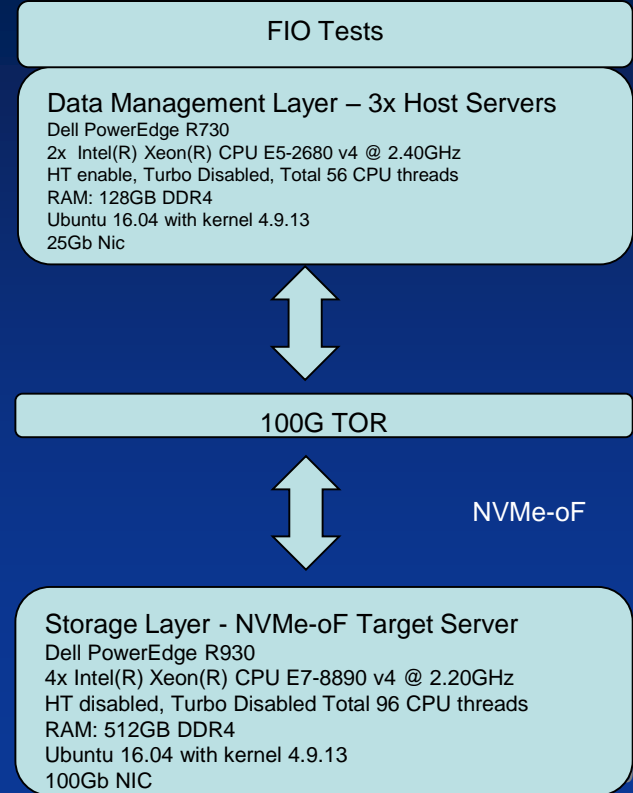 FIO Tests
Data Management Layer – 3x Host Servers
Dell PowerEdge R730
2x Intel(R) Xeon(R) CPU E5-2680 v4 @ 2.40GHz
HT enable, Turbo Disabled, Total 56 CPU threads
RAM: 128GB DDR4
Ubuntu 16.04 with kernel 4.9.13
25Gb Nic
100G TOR
NVMe-oF
Storage Layer - NVMe-oF Target Server
Dell PowerEdge R930
4x Intel(R) Xeon(R) CPU E7-8890 v4 @ 2.20GHz
HT disabled, Turbo Disabled Total 96 CPU threads
RAM: 512GB DDR4
Ubuntu 16.04 with kernel 4.9.13
100Gb NIC